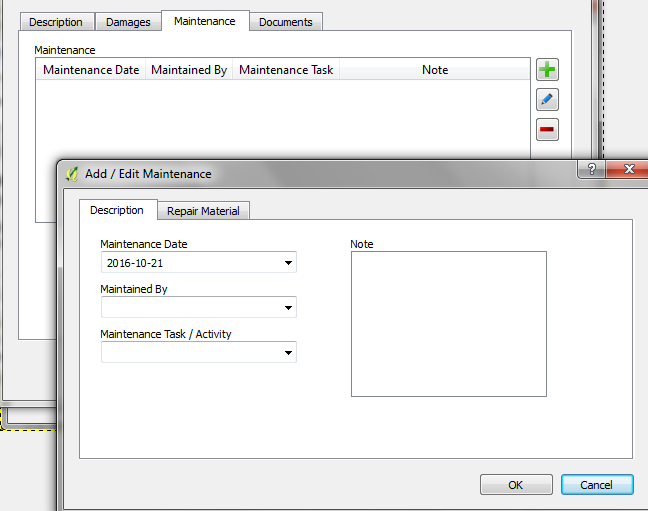 Description Damages Maintenance Documents
Maintenance
Maintenance Date Maintained By Maintenance Task Note
Add / Edit Maintenance ? X
Description Repair Material
Maintenance Date
2016-10-21
Maintained By
Maintenance Task / Activity
Note
OK Cancel